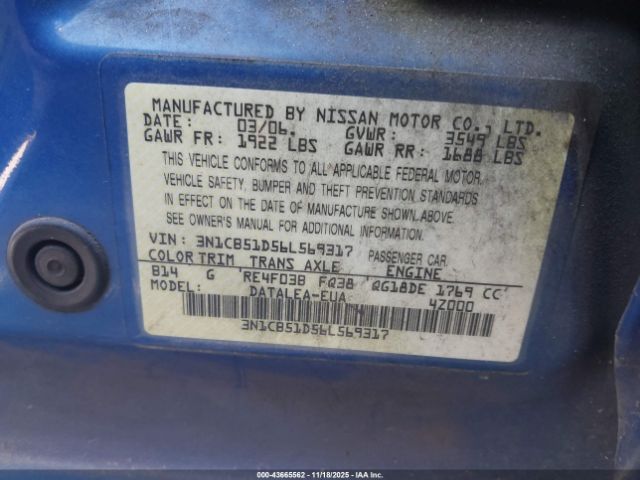 MANUFACTURED BY NISSAN MOTOR CO., LTD.
DATE: 03/06. GVWR: 3549 LBS
GAWR FR: 1922 LBS GAWR RR: 1688 LBS
THIS VEHICLE CONFORMS TO ALL APPLICABLE FEDERAL MOTOR
VEHICLE SAFETY, BUMPER AND THEFT PREVENTION STANDARDS
IN EFFECT ON THE DATE OF MANUFACTURE SHOWN ABOVE.
SEE OWNER'S MANUAL FOR ADDITIONAL INFORMATION.
VIN: 3N1CB51D56L569317 PASSENGER CAR.
COLOR TRIM TRANS AXLE ENGINE
B14 G RE4F03B FQ38 QG18DE 1769 CC
MODEL: DATALEA-EUA 4Z000
3N1CB51D56L569317
000-43665562 | 11/18/2025 | IAAI.COM